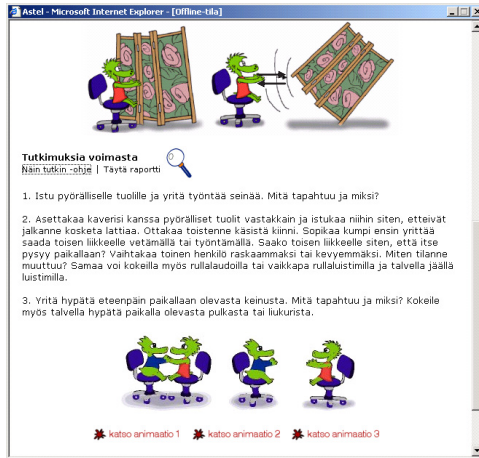 Astel - Microsoft Internet Explorer - [Offline-tila]
Tutkimuksia voimasta
Näin tutkin -ohje | Täytä raportti
1. Istu pyörälliselle tuolille ja yritä työntää seinää. Mitä tapahtuu ja miksi?
2. Asettakaa kaverisi kanssa pyörälliset tuolit vastakkain ja istukaa niihin siten, etteivät
jalkanne kosketa lattiaa. Ottakaa toistenne käsistä kiinni. Sopikaa kumpi ensin yrittää
saada toisen liikkeelle vetämällä tai työntämällä. Saako toisen liikkeelle siten, että itse
pysyy paikallaan? Vaihtakaa toinen henkilö raskaammaksi tai kevyemmäksi. Miten tilanne
muuttuu? Samaa voi kokeilla myös rullalaudoilla tai vaikkapa rullaluistimilla ja talvella jäällä
luistimilla.
3. Yritä hypätä eteenpäin paikallaan olevasta keinusta. Mitä tapahtuu ja miksi? Kokeile
myös talvella hypätä paikalla olevasta pulkasta tai liukurista.
katso animaatio 1 katso animaatio 2 katso animaatio 3